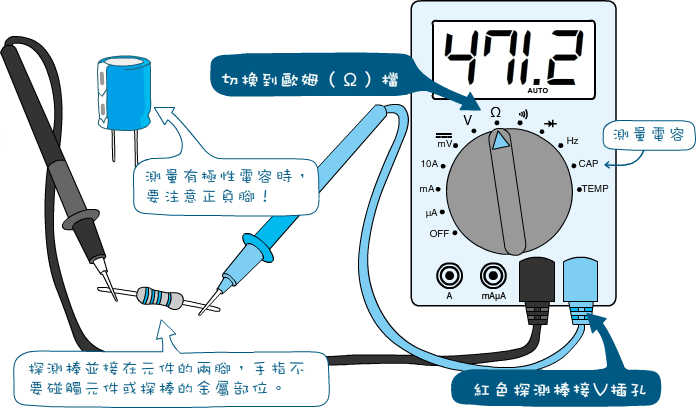 471.2
AUTO
切換到歐姆（Ω）檔
Ω
V
Hz
mV
10A
CAP
測量電容
mA
TEMP
μA
OFF
測量有極性電容時，
要注意正負腳！
A
mAμA
探測棒並接在元件的兩腳，手指不
要碰觸元件或探棒的金屬部位。
紅色探測棒接V插孔